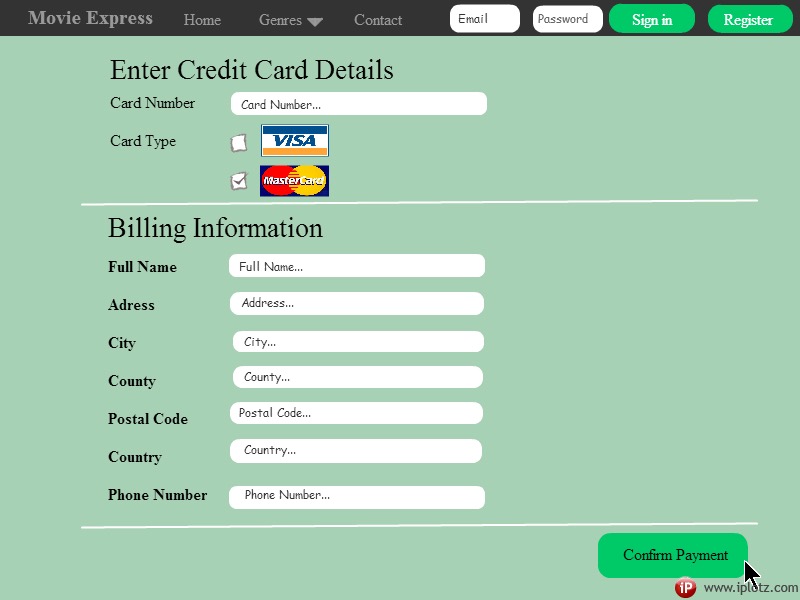 Movie Express Home Genres Contact Email Password Sign in Register
Enter Credit Card Details
Card Number Card Number...
Card Type VISA
MasterCard
Billing Information
Full Name Full Name...
Adress Address...
City City...
County County...
Postal Code Postal Code...
Country Country...
Phone Number Phone Number...
Confirm Payment
iP www.iplotz.com